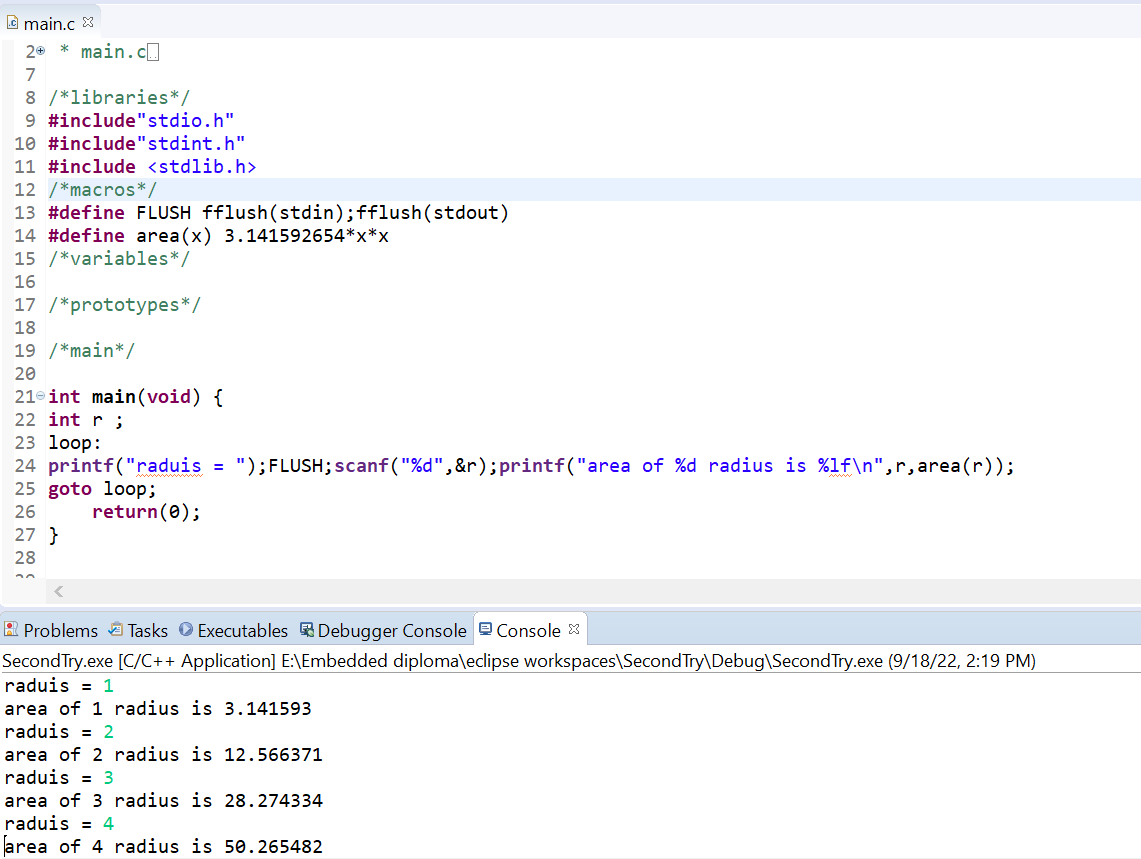 main.c
2 * main.c
7
8 /*libraries*/
9 #include"stdio.h"
10 #include"stdint.h"
11 #include <stdlib.h>
12 /*macros*/
13 #define FLUSH fflush(stdin);fflush(stdout)
14 #define area(x) 3.141592654*x*x
15 /*variables*/
16
17 /*prototypes*/
18
19 /*main*/
20
21 int main(void) {
22 int r ;
23 loop:
24 printf("raduis = ");FLUSH;scanf("%d",&r);printf("area of %d radius is %lf\n",r,area(r));
25 goto loop;
26     return(0);
27 }
28
Problems Tasks Executables Debugger Console Console
SecondTry.exe [C/C++ Application] E:\Embedded diploma\eclipse workspaces\SecondTry\Debug\SecondTry.exe (9/18/22, 2:19 PM)
raduis = 1
area of 1 radius is 3.141593
raduis = 2
area of 2 radius is 12.566371
raduis = 3
area of 3 radius is 28.274334
raduis = 4
area of 4 radius is 50.265482